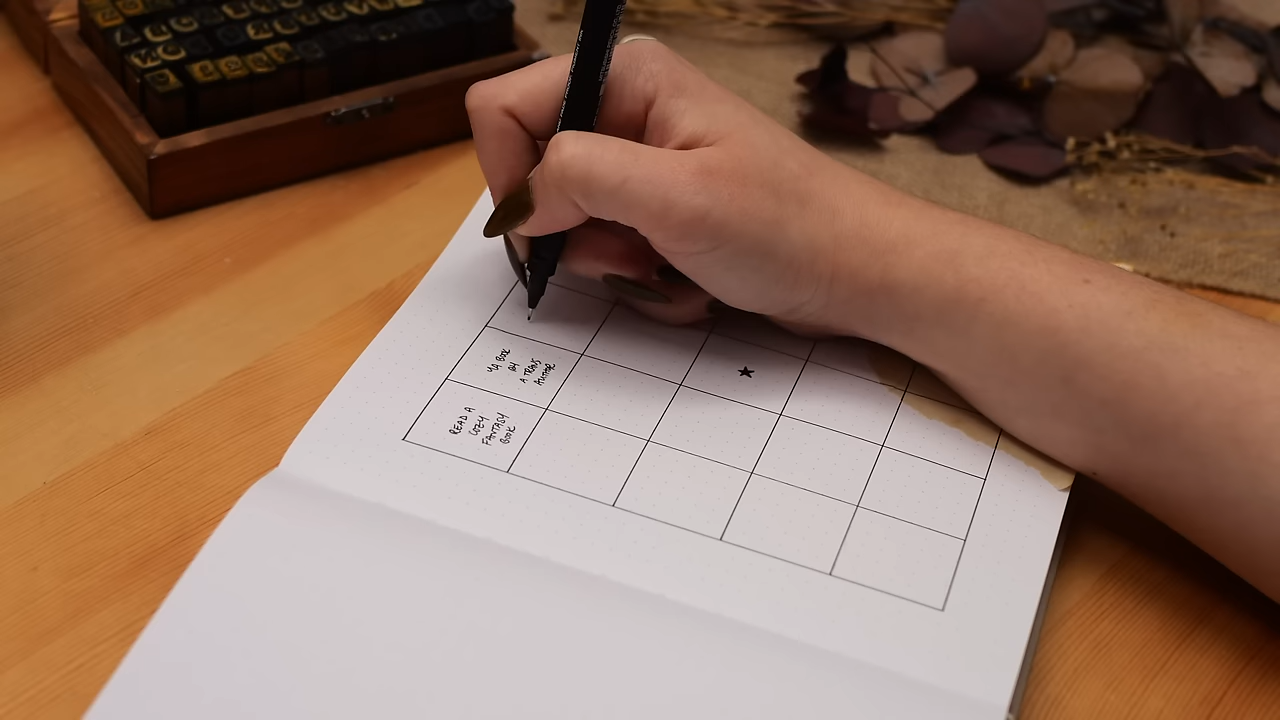 YA BOOK
BY
A TRANS
AUTHOR
READ A
COZY
FANTASY
BOOK